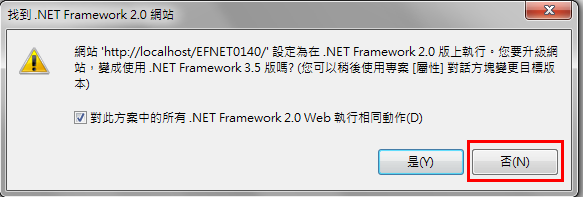 找到 .NET Framework 2.0 網站
網站 'http://localhost/EFNET0140/' 設定為在 .NET Framework 2.0 版上執行。您要升級網
站，變成使用 .NET Framework 3.5 版嗎? (您可以稍後使用專案 [屬性] 對話方塊變更目標版
本)
對此方案中的所有 .NET Framework 2.0 Web 執行相同動作(D)
是(Y)
否(N)